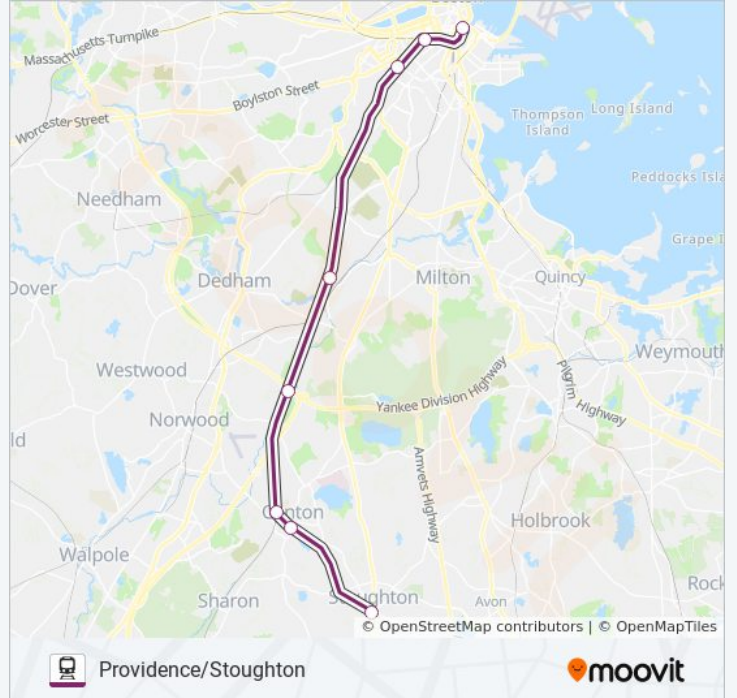 Massachusetts Turnpike
Boylston Street
Worcester Street
Thompson
Island
Long Island
Needham
Peddocks Isla
Grape I
Dover
Dedham
Milton
Quincy
Westwood
Weymouth
Yankee Division Highway
Pilgrim Highway
Norwood
ld
Amvets Highway
Holbrook
Walpole
Sharon
Avon
Rock
© OpenStreetMap contributors | © OpenMapTiles
Providence/Stoughton
moovit